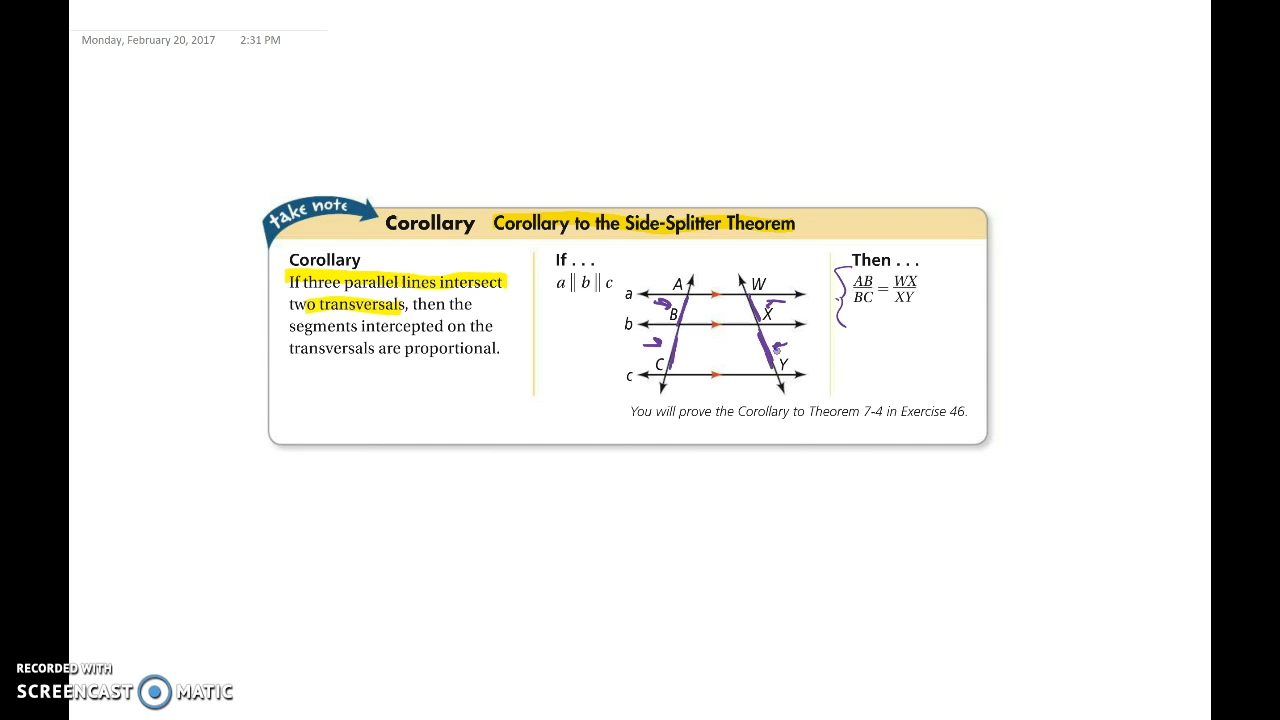 Monday, February 20, 2017 2:31 PM
take note
Corollary Corollary to the Side-Splitter Theorem
Corollary
If three parallel lines intersect
two transversals, then the
segments intercepted on the
transversals are proportional.
If . . .
a ∥ b ∥ c
A W
a
B X
b
C Y
c
Then . . .
AB/BC = WX/XY
You will prove the Corollary to Theorem 7-4 in Exercise 46.
RECORDED WITH
SCREENCAST MATIC